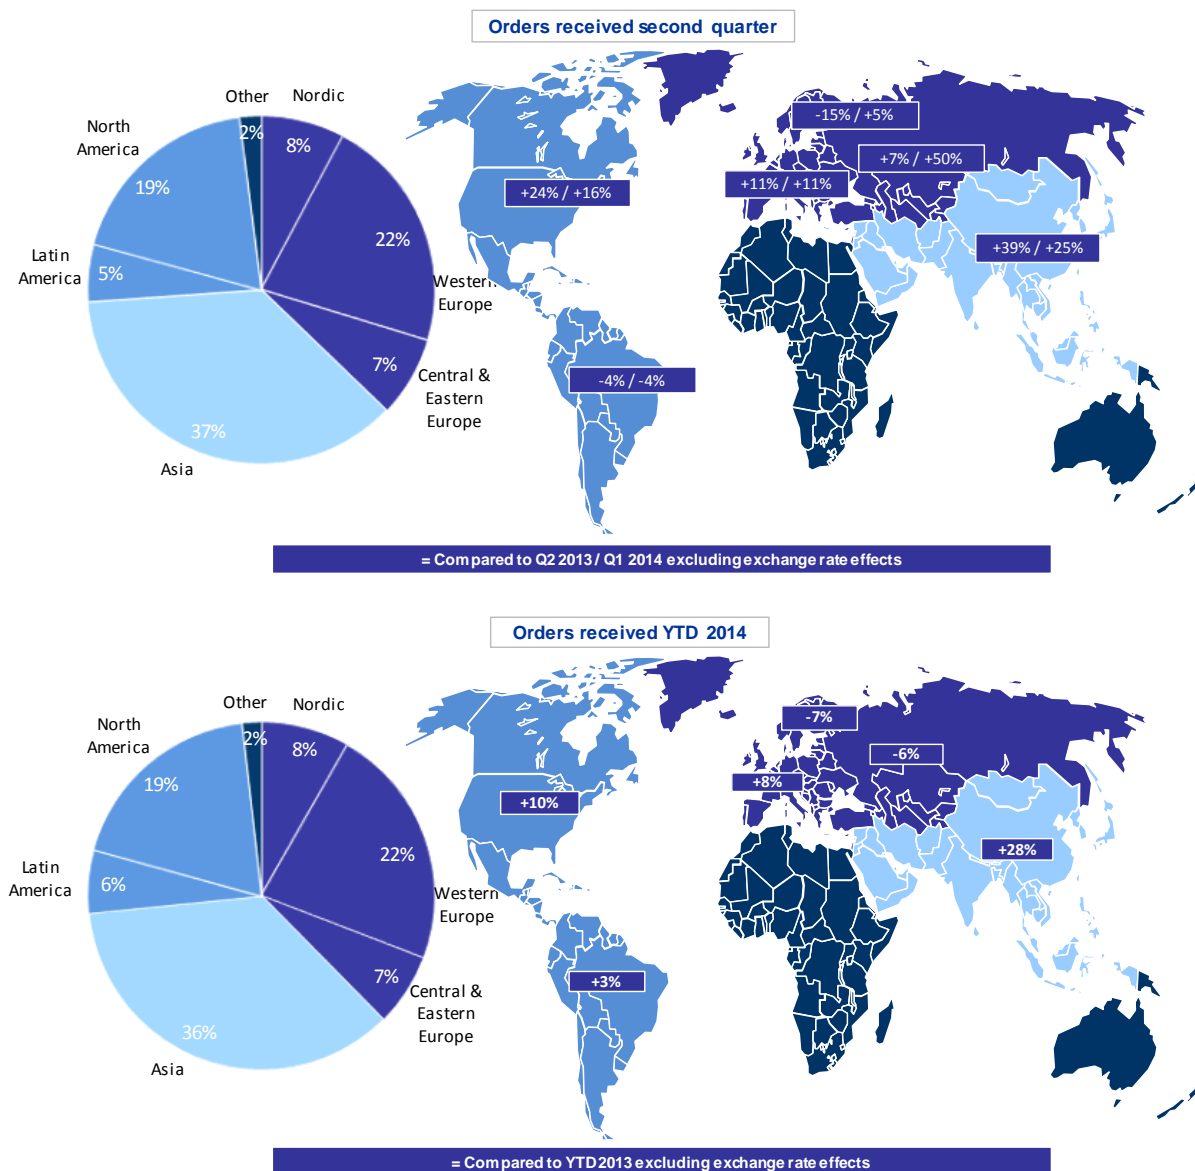 Orders received second quarter
Other
Nordic
North
America
2%
8%
19%
22%
Latin
America
5%
Western
Europe
7%
Central &
Eastern
Europe
37%
Asia
-15% / +5%
+7% / +50%
+11% / +11%
+24% / +16%
+39% / +25%
-4% / -4%
= Compared to Q2 2013 / Q1 2014 excluding exchange rate effects
Orders received YTD 2014
Other
Nordic
North
America
2%
8%
19%
22%
Latin
America
6%
Western
Europe
7%
Central &
Eastern
Europe
36%
Asia
-7%
-6%
+8%
+10%
+28%
+3%
= Compared to YTD 2013 excluding exchange rate effects